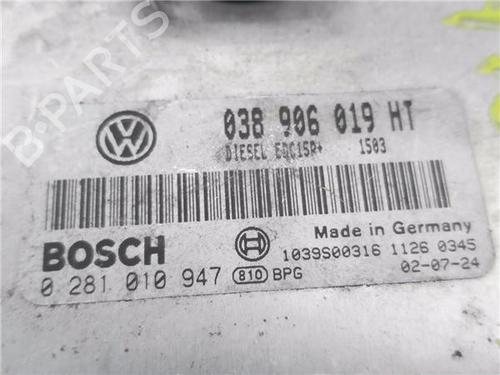 038 906 019 HT
DIESEL EDC15P+ 1503
BOSCH
Made in Germany
1039S00316 1126 0345
0 281 010 947 810 BPG
02-07-24
B-PARTS